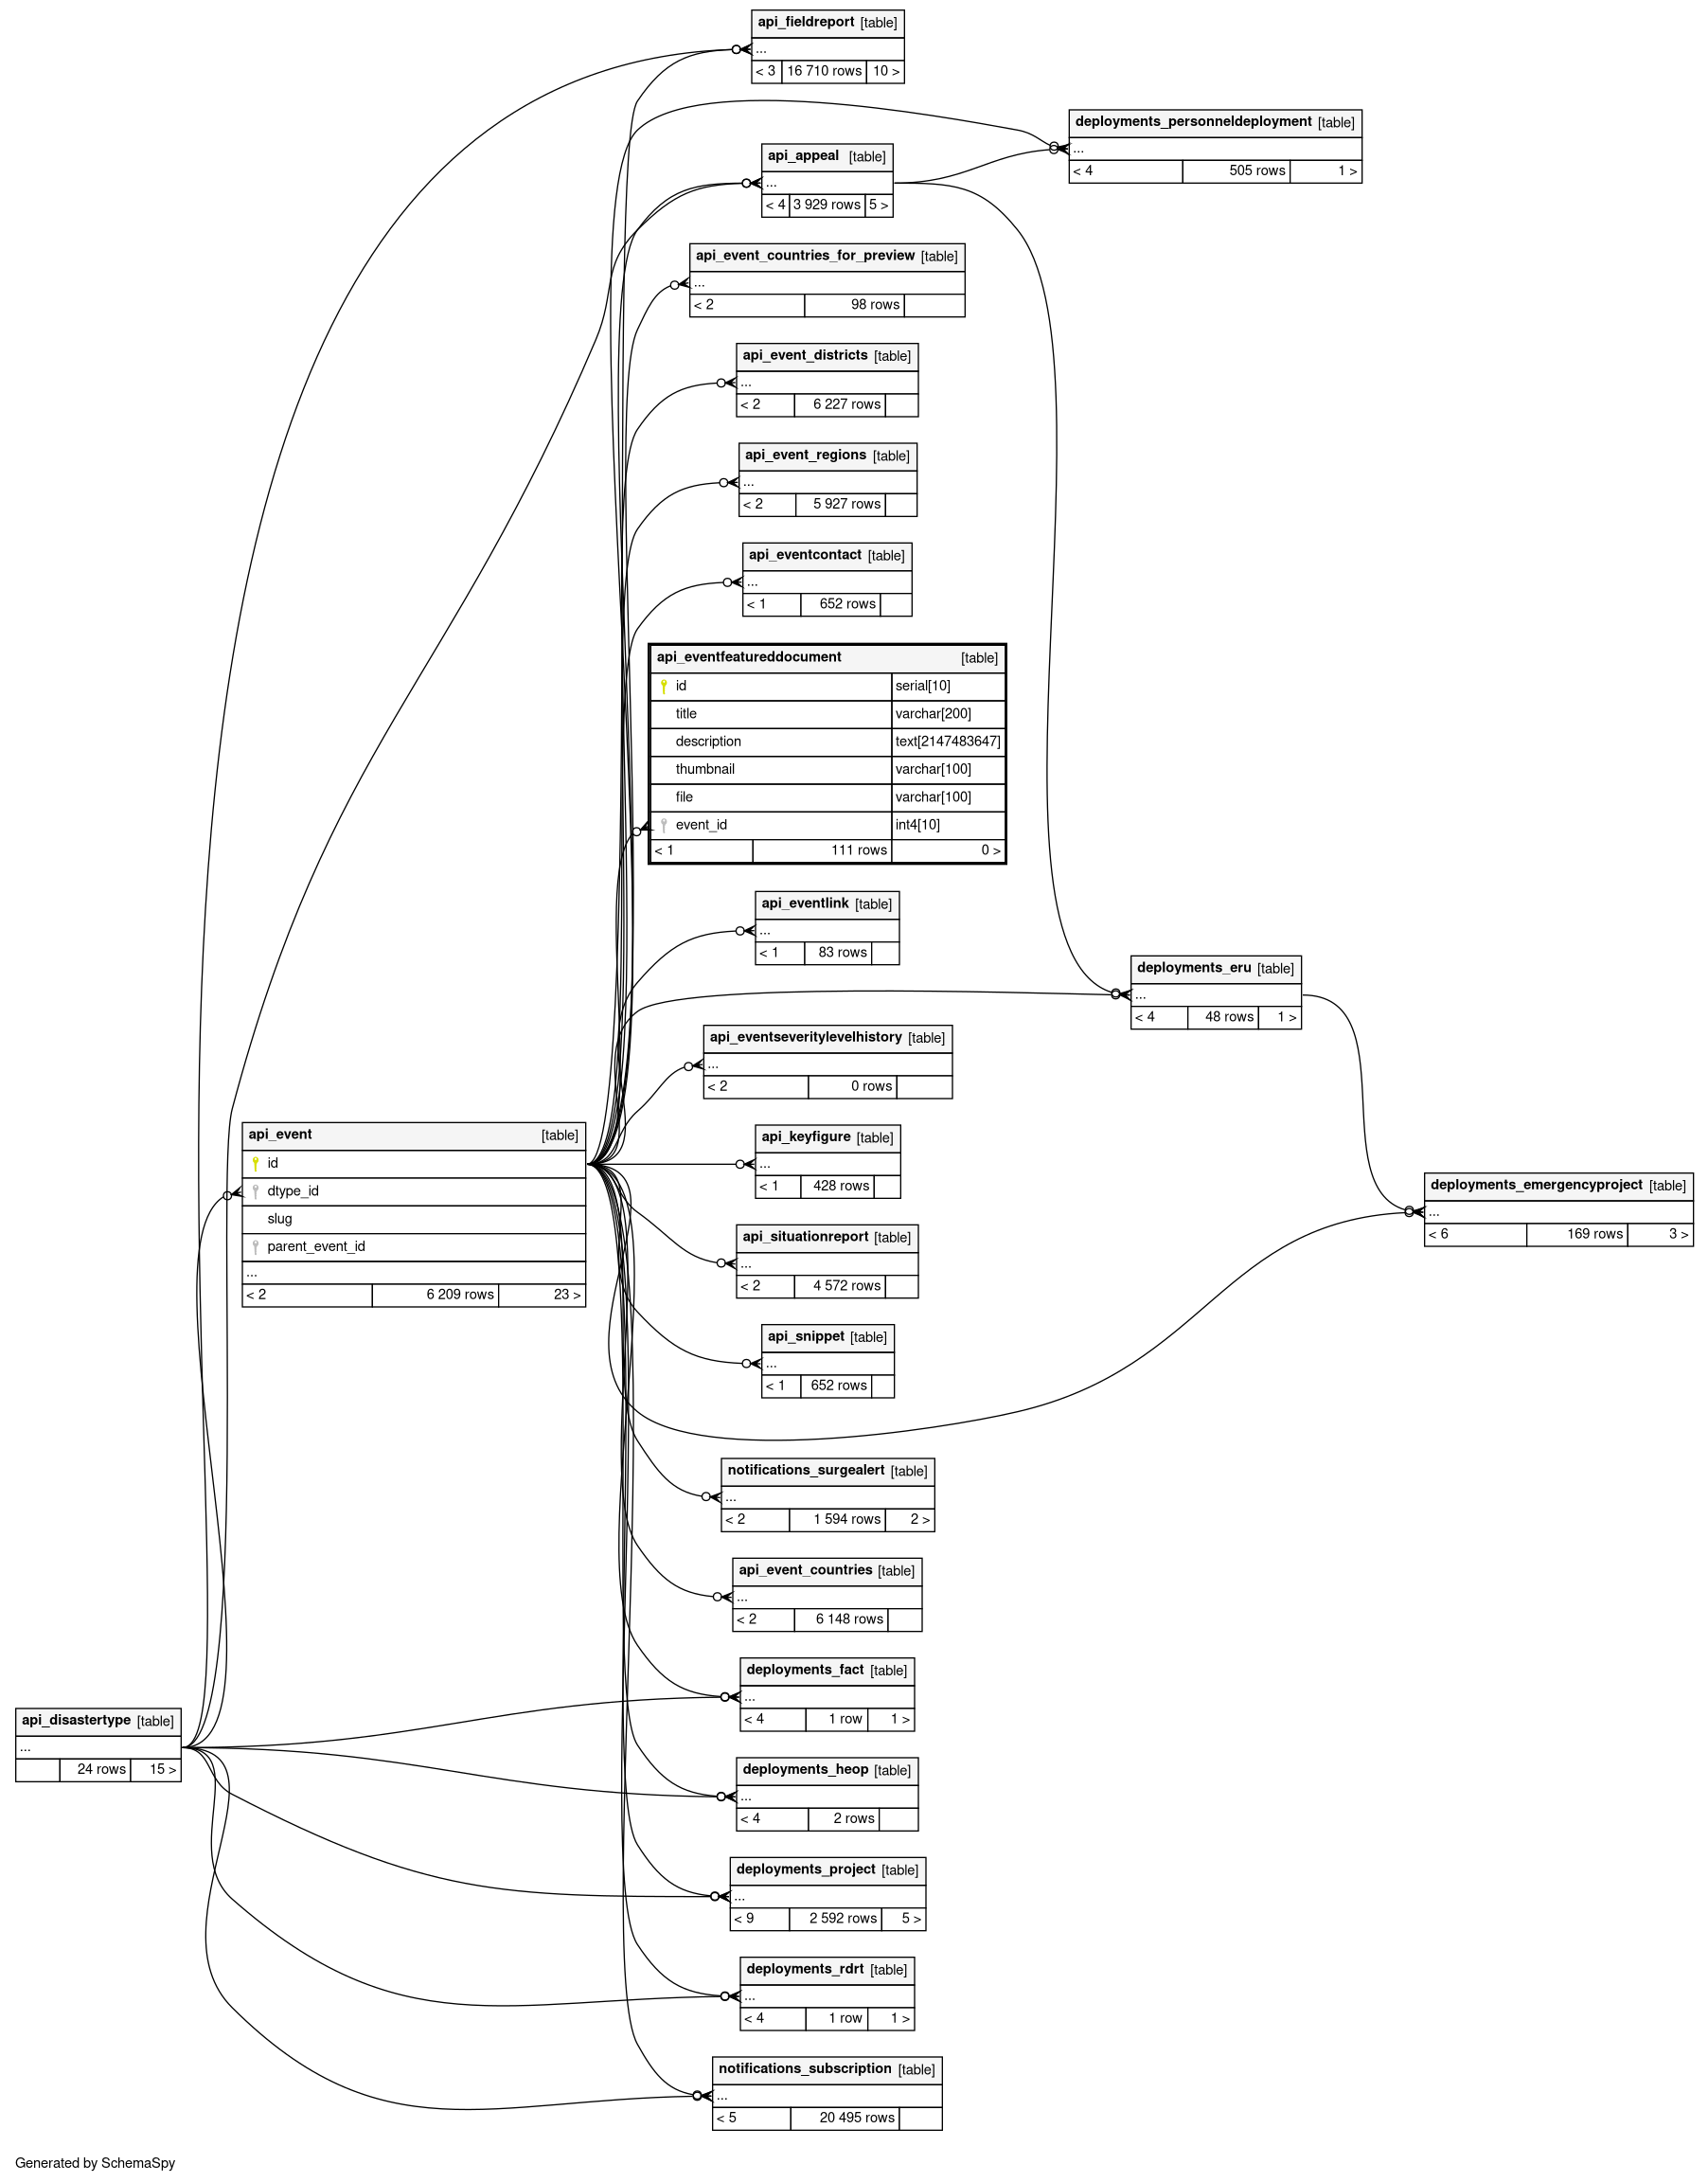 api_fieldreport [table]
...
< 3 16 710 rows 10 >
deployments_personneldeployment [table]
...
< 4 505 rows 1 >
api_appeal [table]
...
< 4 3 929 rows 5 >
api_event_countries_for_preview [table]
...
< 2 98 rows
api_event_districts [table]
...
< 2 6 227 rows
api_event_regions [table]
...
< 2 5 927 rows
api_eventcontact [table]
...
< 1 652 rows
api_eventfeatureddocument [table]
id serial[10]
title varchar[200]
description text[2147483647]
thumbnail varchar[100]
file varchar[100]
event_id int4[10]
< 1 111 rows 0 >
api_eventlink [table]
...
< 1 83 rows
deployments_eru [table]
...
< 4 48 rows 1 >
api_eventseveritylevelhistory [table]
...
< 2 0 rows
api_event [table]
id
dtype_id
slug
parent_event_id
...
< 2 6 209 rows 23 >
api_keyfigure [table]
...
< 1 428 rows
deployments_emergencyproject [table]
...
< 6 169 rows 3 >
api_situationreport [table]
...
< 2 4 572 rows
api_snippet [table]
...
< 1 652 rows
notifications_surgealert [table]
...
< 2 1 594 rows 2 >
api_event_countries [table]
...
< 2 6 148 rows
deployments_fact [table]
...
< 4 1 row 1 >
api_disastertype [table]
...
24 rows 15 >
deployments_heop [table]
...
< 4 2 rows
deployments_project [table]
...
< 9 2 592 rows 5 >
deployments_rdrt [table]
...
< 4 1 row 1 >
notifications_subscription [table]
...
< 5 20 495 rows
Generated by SchemaSpy